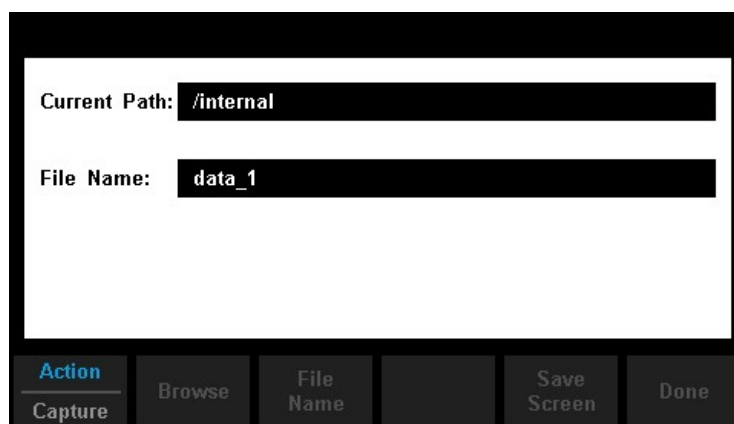 Current Path: /internal
File Name: data_1
Action
Capture
Browse
File
Name
Save
Screen
Done